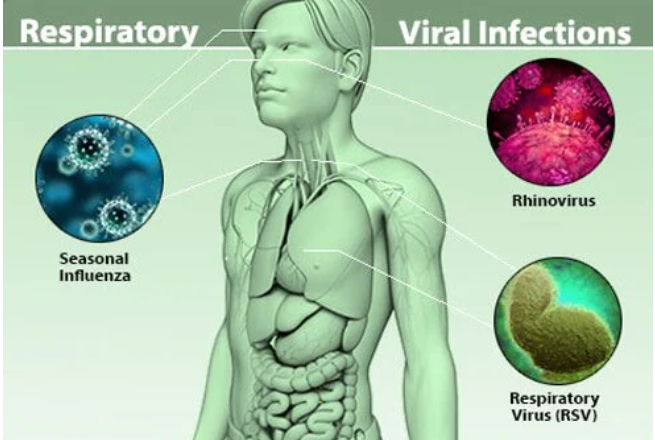 Respiratory Viral Infections
Seasonal
Influenza
Rhinovirus
Respiratory
Virus (RSV)